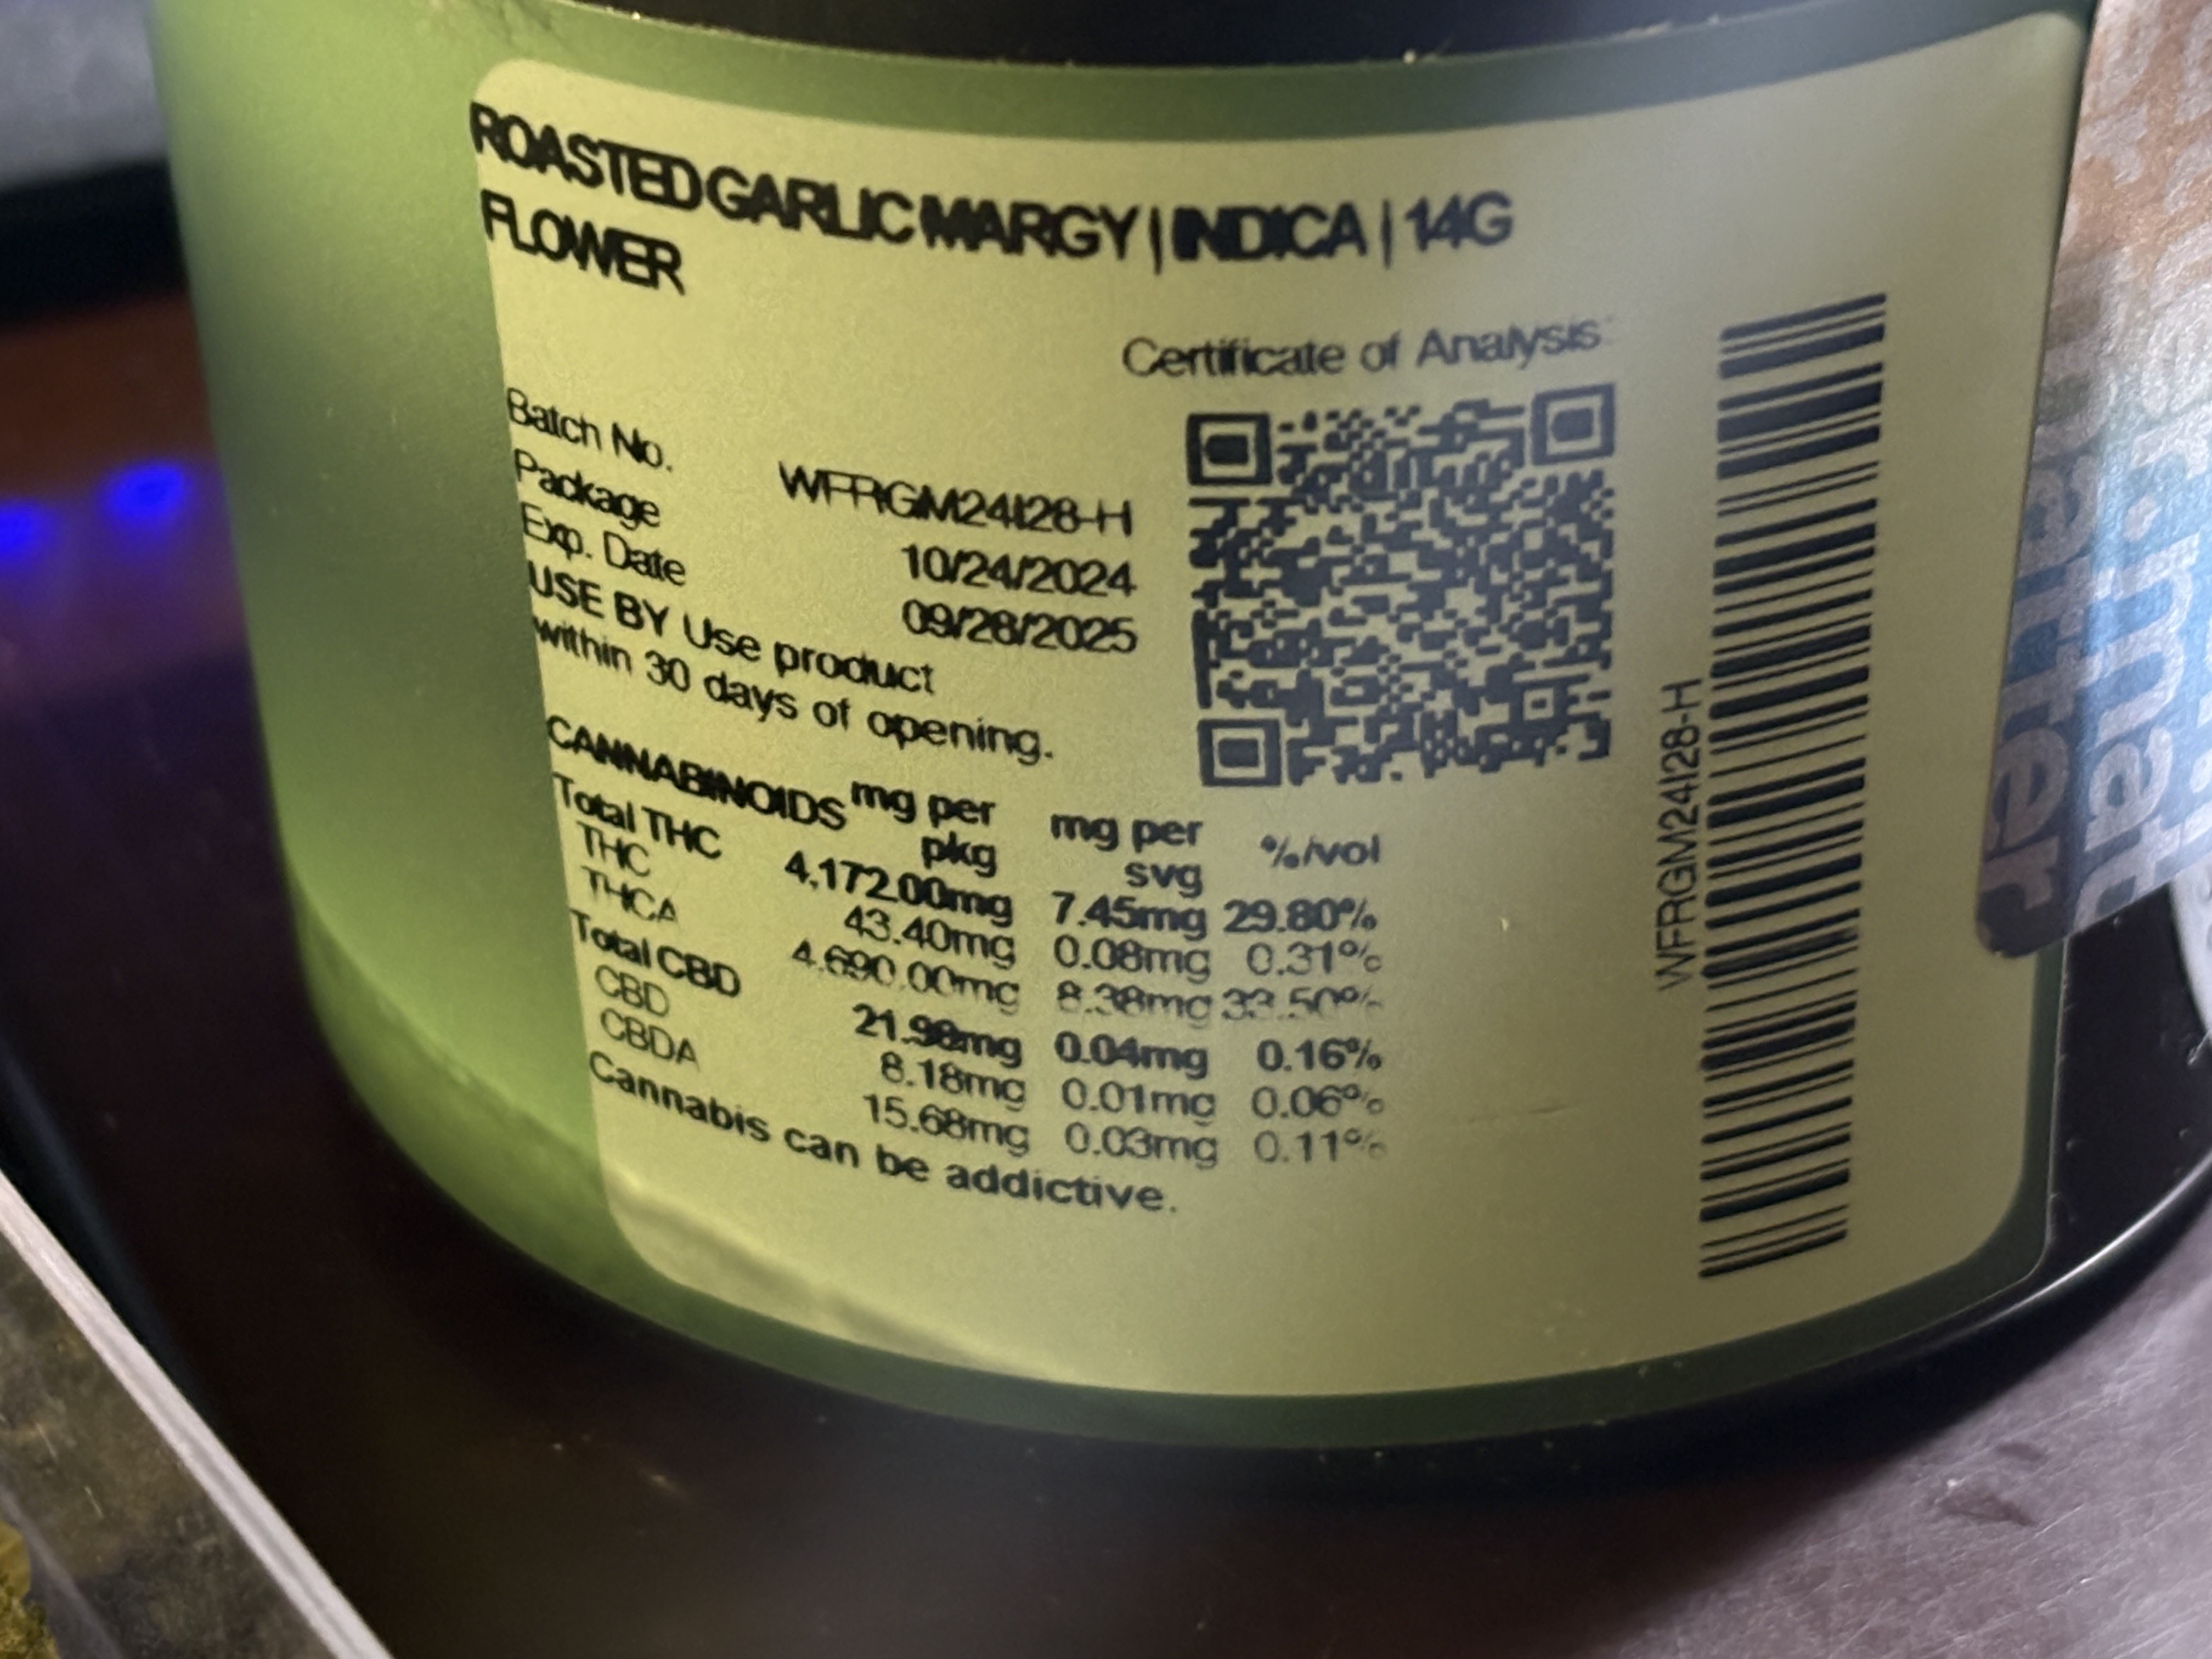 ROASTED GARLIC MARGY | INDICA | 14G
FLOWER
Certificate of Analysis:
Batch No. WFRGM24I28-H
Package 10/24/2024
Exp. Date 09/28/2025
USE BY Use product
within 30 days of opening.
CANNABINOIDS mg per pkg mg per svg %/vol
Total THC 4,172.00mg 7.45mg 29.80%
THC 43.40mg 0.08mg 0.31%
THCA 4,690.00mg 8.38mg 33.50%
Total CBD 21.98mg 0.04mg 0.16%
CBD 8.18mg 0.01mg 0.06%
CBDA 15.68mg 0.03mg 0.11%
Cannabis can be addictive.
WFRGM24I28-H